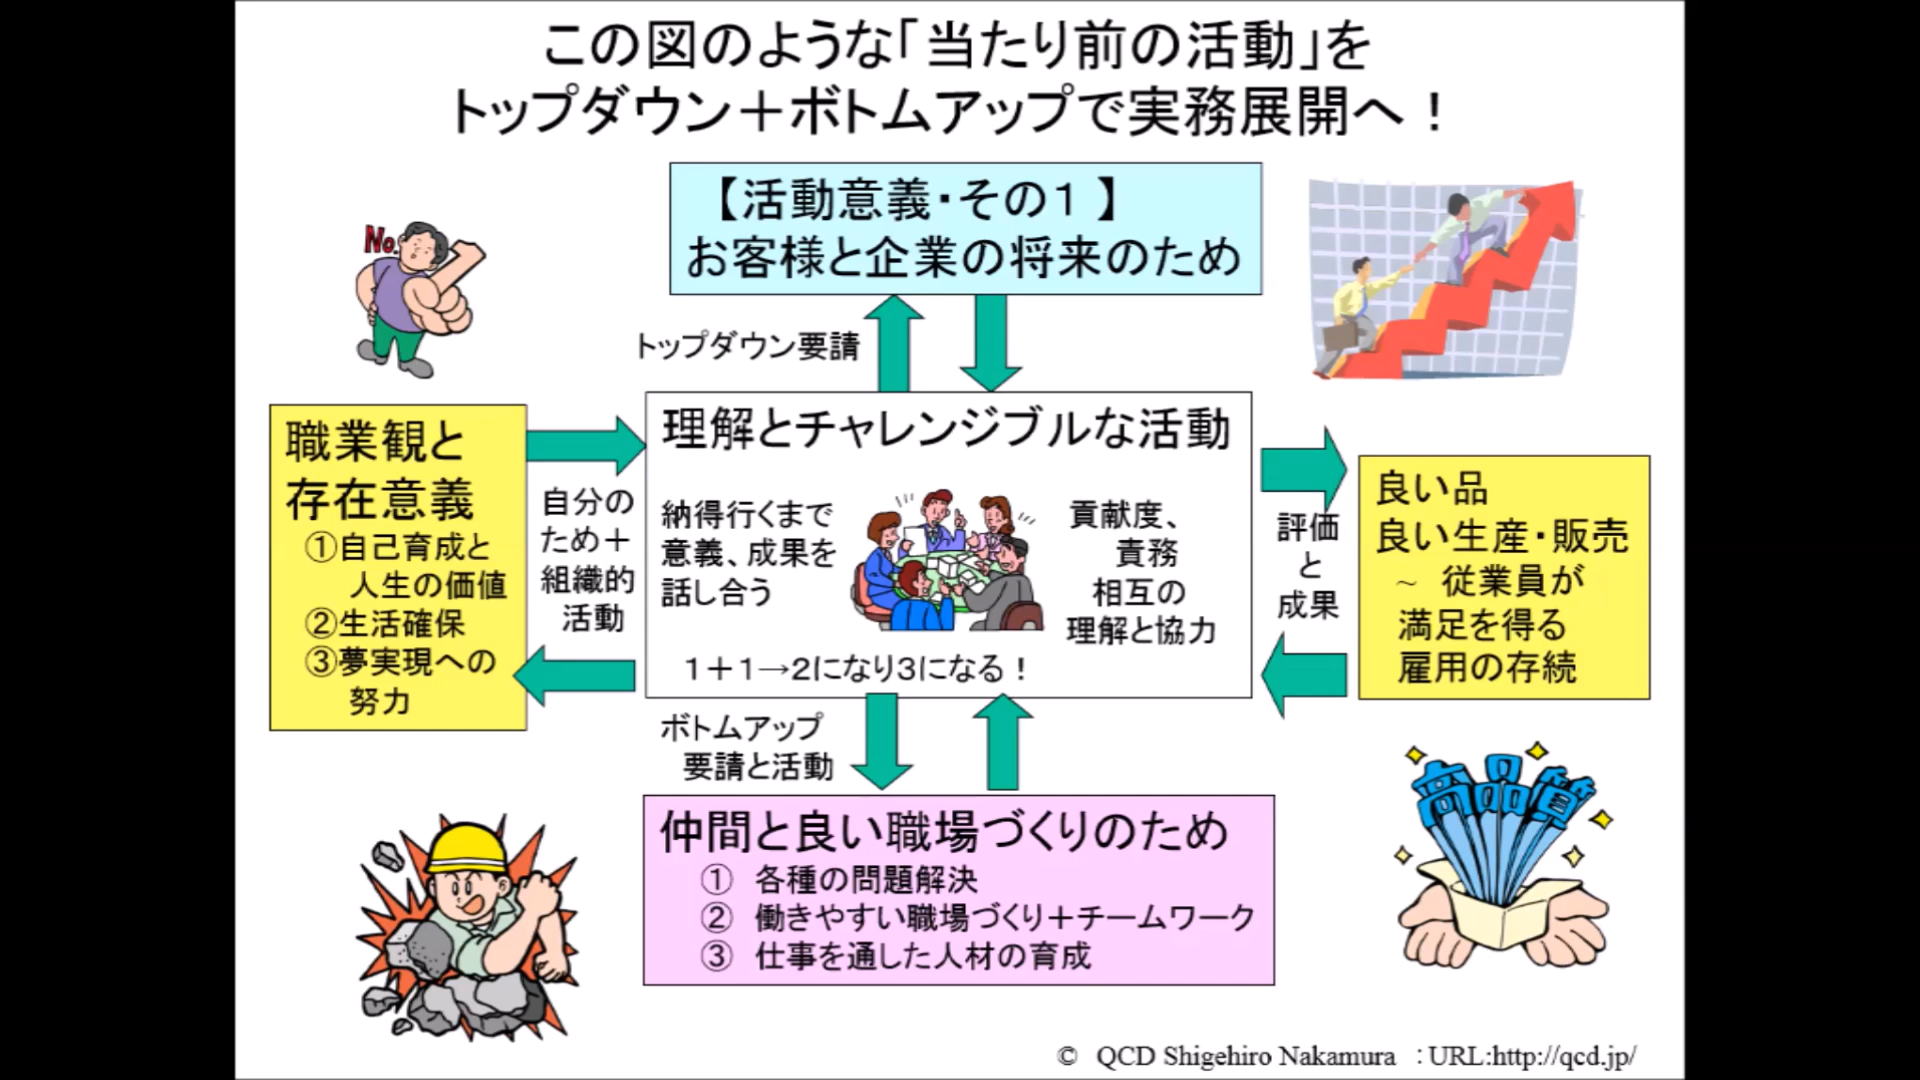 この図のような「当たり前の活動」を
トップダウン＋ボトムアップで実務展開へ！
【活動意義・その１】
お客様と企業の将来のため
No.
トップダウン要請
職業観と
存在意義
①自己育成と
人生の価値
②生活確保
③夢実現への
努力
自分の
ため＋
組織的
活動
理解とチャレンジブルな活動
納得行くまで
意義、成果を
話し合う
貢献度、
責務
相互の
理解と協力
１＋１→２になり３になる！
評価
と
成果
良い品
良い生産・販売
～ 従業員が
満足を得る
雇用の存続
ボトムアップ
要請と活動
仲間と良い職場づくりのため
① 各種の問題解決
② 働きやすい職場づくり＋チームワーク
③ 仕事を通した人材の育成
高品質
© QCD Shigehiro Nakamura ：URL:http://qcd.jp/